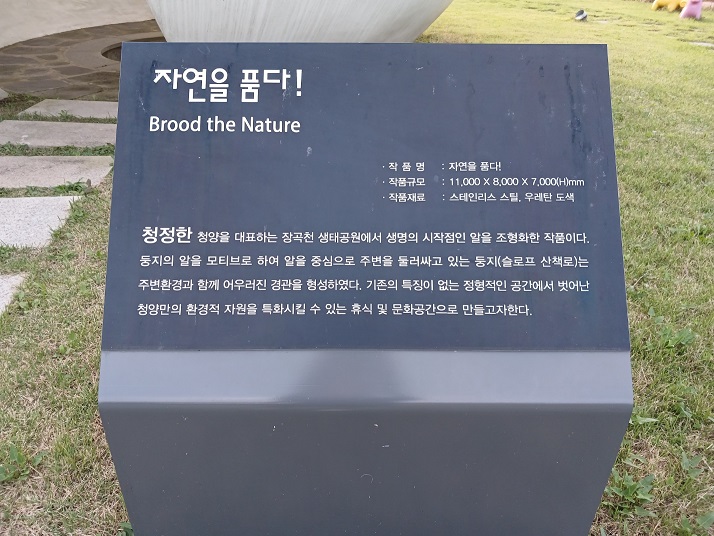 자연을 품다!
Brood the Nature
· 작 품 명 : 자연을 품다!
· 작품규모 : 11,000 X 8,000 X 7,000(H)mm
· 작품재료 : 스테인리스 스틸, 우레탄 도색
청정한 청양을 대표하는 장곡천 생태공원에서 생명의 시작적인 알을 조형화한 작품이다.
둥지의 알을 모티브로 하여 알을 중심으로 주변을 둘러싸고 있는 둥지(슬로프 산책로)는
주변환경과 함께 어우러진 경관을 형성하였다. 기존의 특징이 없는 정형적인 공간에서 벗어난
청양만의 환경적 자원을 특화시킬 수 있는 휴식 및 문화공간으로 만들고자한다.